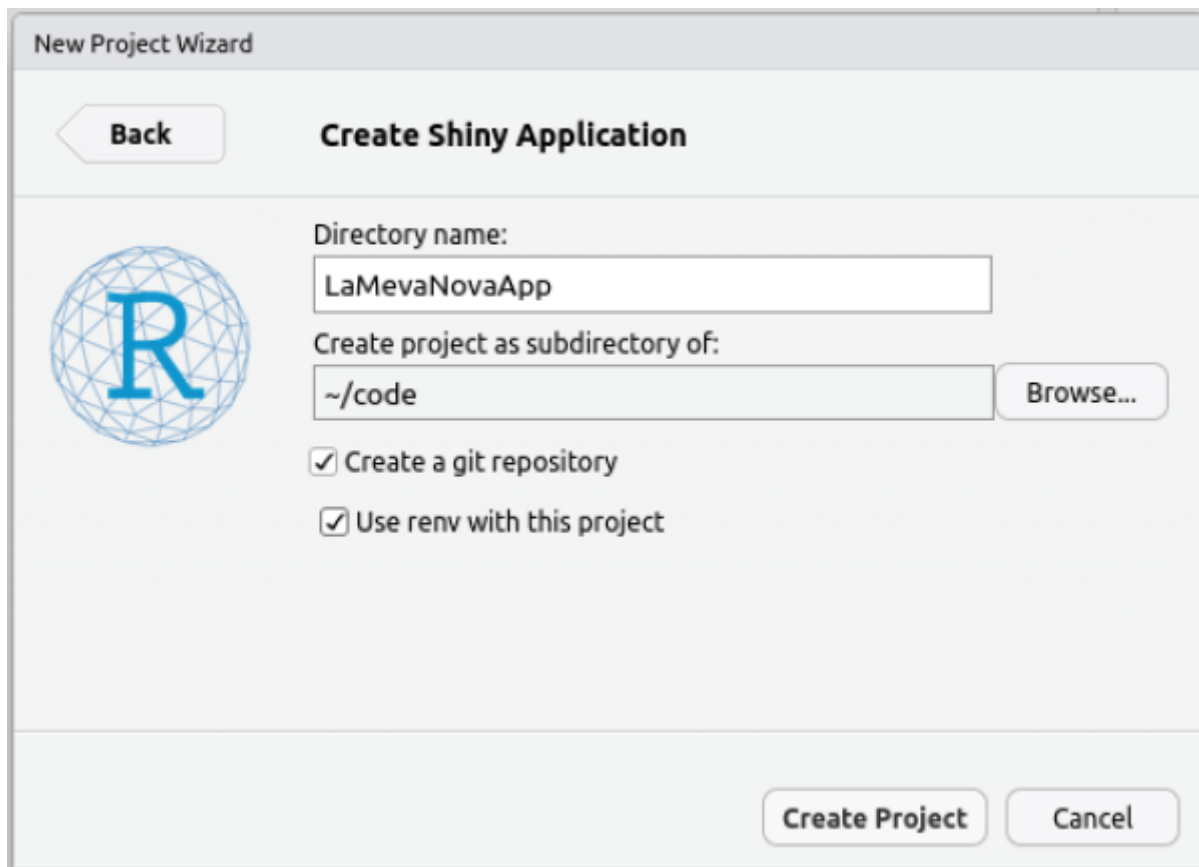 New Project Wizard
Back
Create Shiny Application
Directory name:
LaMevaNovaApp
Create project as subdirectory of:
~/code
Browse...
Create a git repository
Use renv with this project
R
Create Project
Cancel